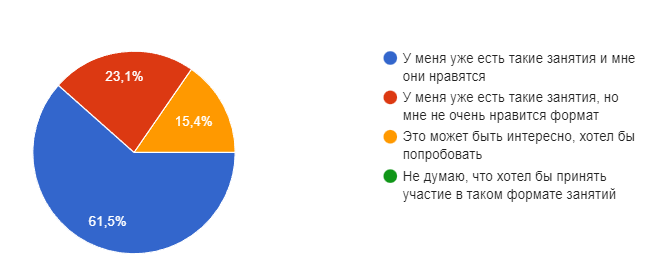 23,1%
15,4%
61,5%
У меня уже есть такие занятия и мне
они нравятся
У меня уже есть такие занятия, но
мне не очень нравится формат
Это может быть интересно, хотел бы
попробовать
Не думаю, что хотел бы принять
участие в таком формате занятий